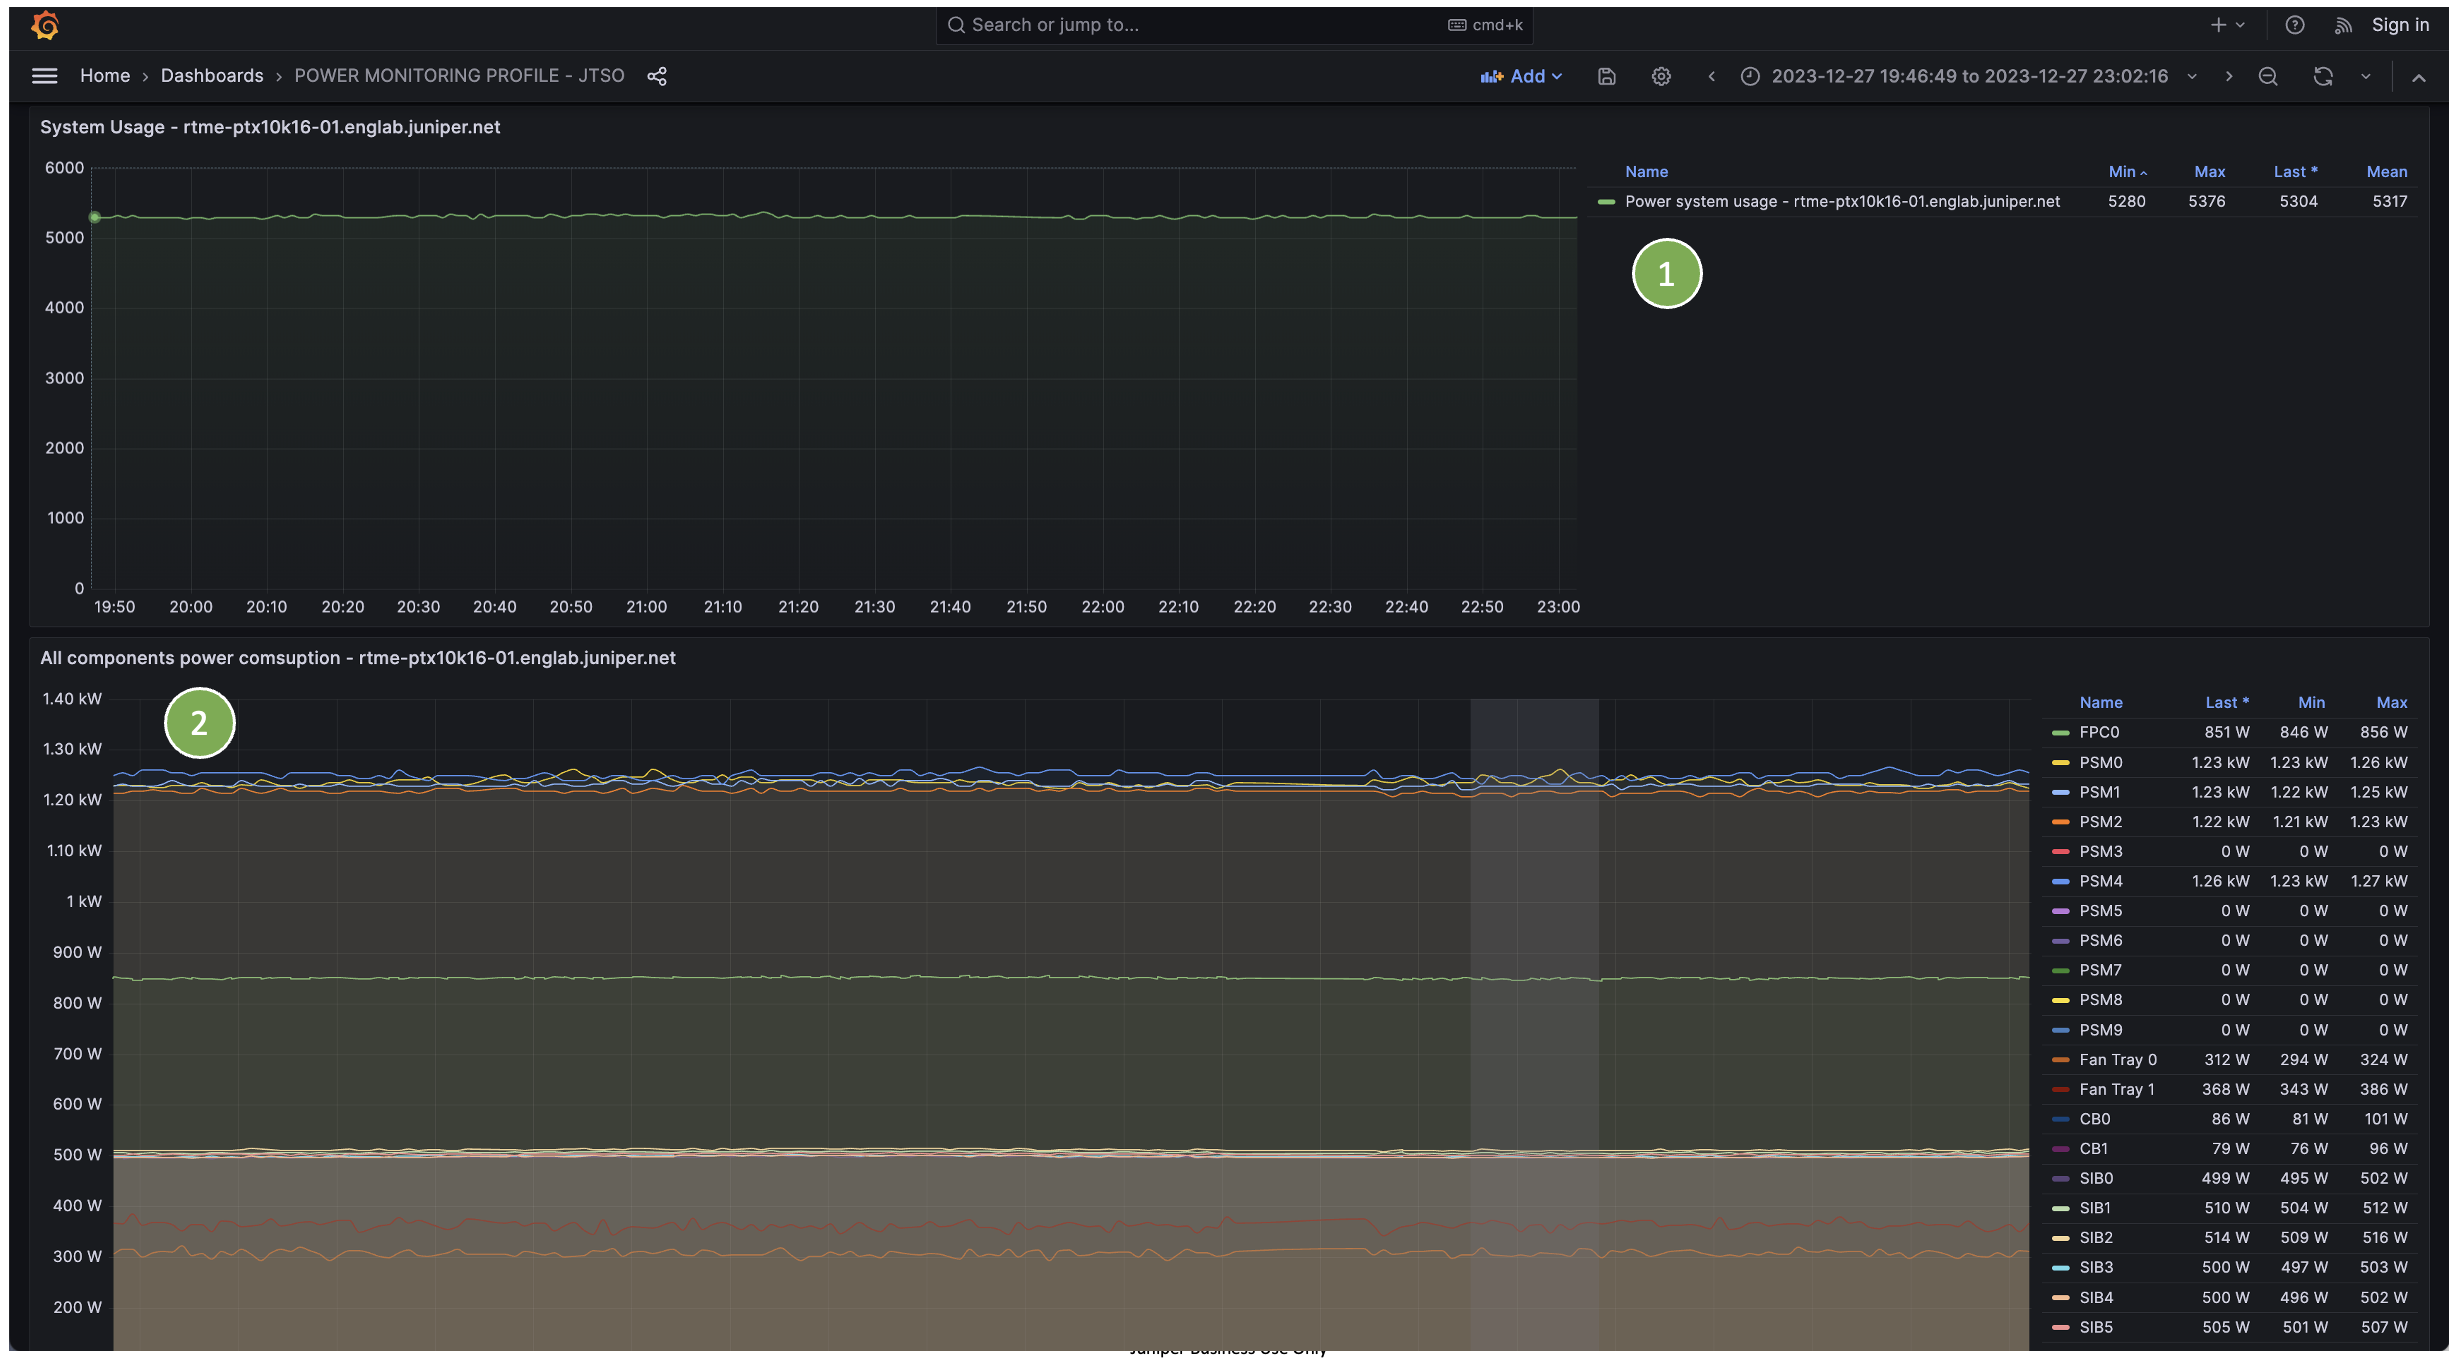 Search or jump to... cmd+k Sign in
Home › Dashboards › POWER MONITORING PROFILE - JTSO Add 2023-12-27 19:46:49 to 2023-12-27 23:02:16
System Usage - rtme-ptx10k16-01.englab.juniper.net
6000
5000
4000
3000
2000
1000
0
19:50 20:00 20:10 20:20 20:30 20:40 20:50 21:00 21:10 21:20 21:30 21:40 21:50 22:00 22:10 22:20 22:30 22:40 22:50 23:00
Name Min Max Last * Mean
Power system usage - rtme-ptx10k16-01.englab.juniper.net 5280 5376 5304 5317
1
All components power comsuption - rtme-ptx10k16-01.englab.juniper.net
2
1.40 kW
1.30 kW
1.20 kW
1.10 kW
1 kW
900 W
800 W
700 W
600 W
500 W
400 W
300 W
200 W
Name Last * Min Max
FPC0 851 W 846 W 856 W
PSM0 1.23 kW 1.23 kW 1.26 kW
PSM1 1.23 kW 1.22 kW 1.25 kW
PSM2 1.22 kW 1.21 kW 1.23 kW
PSM3 0 W 0 W 0 W
PSM4 1.26 kW 1.23 kW 1.27 kW
PSM5 0 W 0 W 0 W
PSM6 0 W 0 W 0 W
PSM7 0 W 0 W 0 W
PSM8 0 W 0 W 0 W
PSM9 0 W 0 W 0 W
Fan Tray 0 312 W 294 W 324 W
Fan Tray 1 368 W 343 W 386 W
CB0 86 W 81 W 101 W
CB1 79 W 76 W 96 W
SIB0 499 W 495 W 502 W
SIB1 510 W 504 W 512 W
SIB2 514 W 509 W 516 W
SIB3 500 W 497 W 503 W
SIB4 500 W 496 W 502 W
SIB5 505 W 501 W 507 W
Juniper Business Use Only